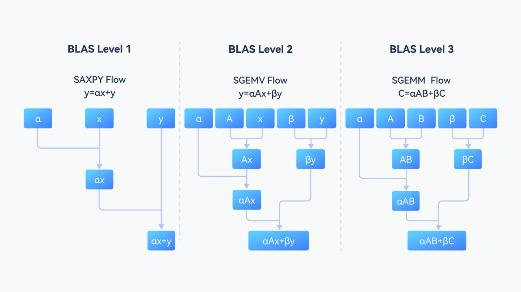 BLAS Level 1
SAXPY Flow
y=αx+y
α x y
αx
αx+y
BLAS Level 2
SGEMV Flow
y=αAx+βy
α A x β y
Ax βy
αAx
αAx+βy
BLAS Level 3
SGEMM Flow
C=αAB+βC
α A B β C
AB βC
αAB
αAB+βC